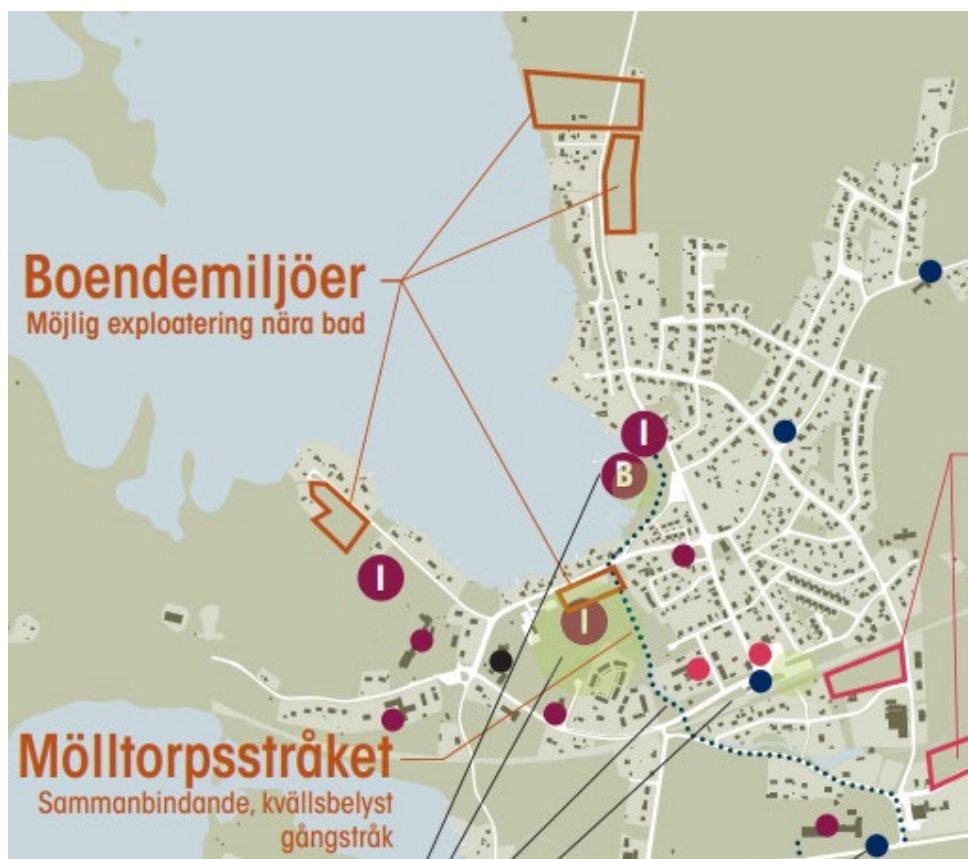 Boendemiljöer
Möjlig exploatering nära bad
I
B
I
I
Mölltorpsstråket
Sammanbindande, kvällsbelyst
gångstråk